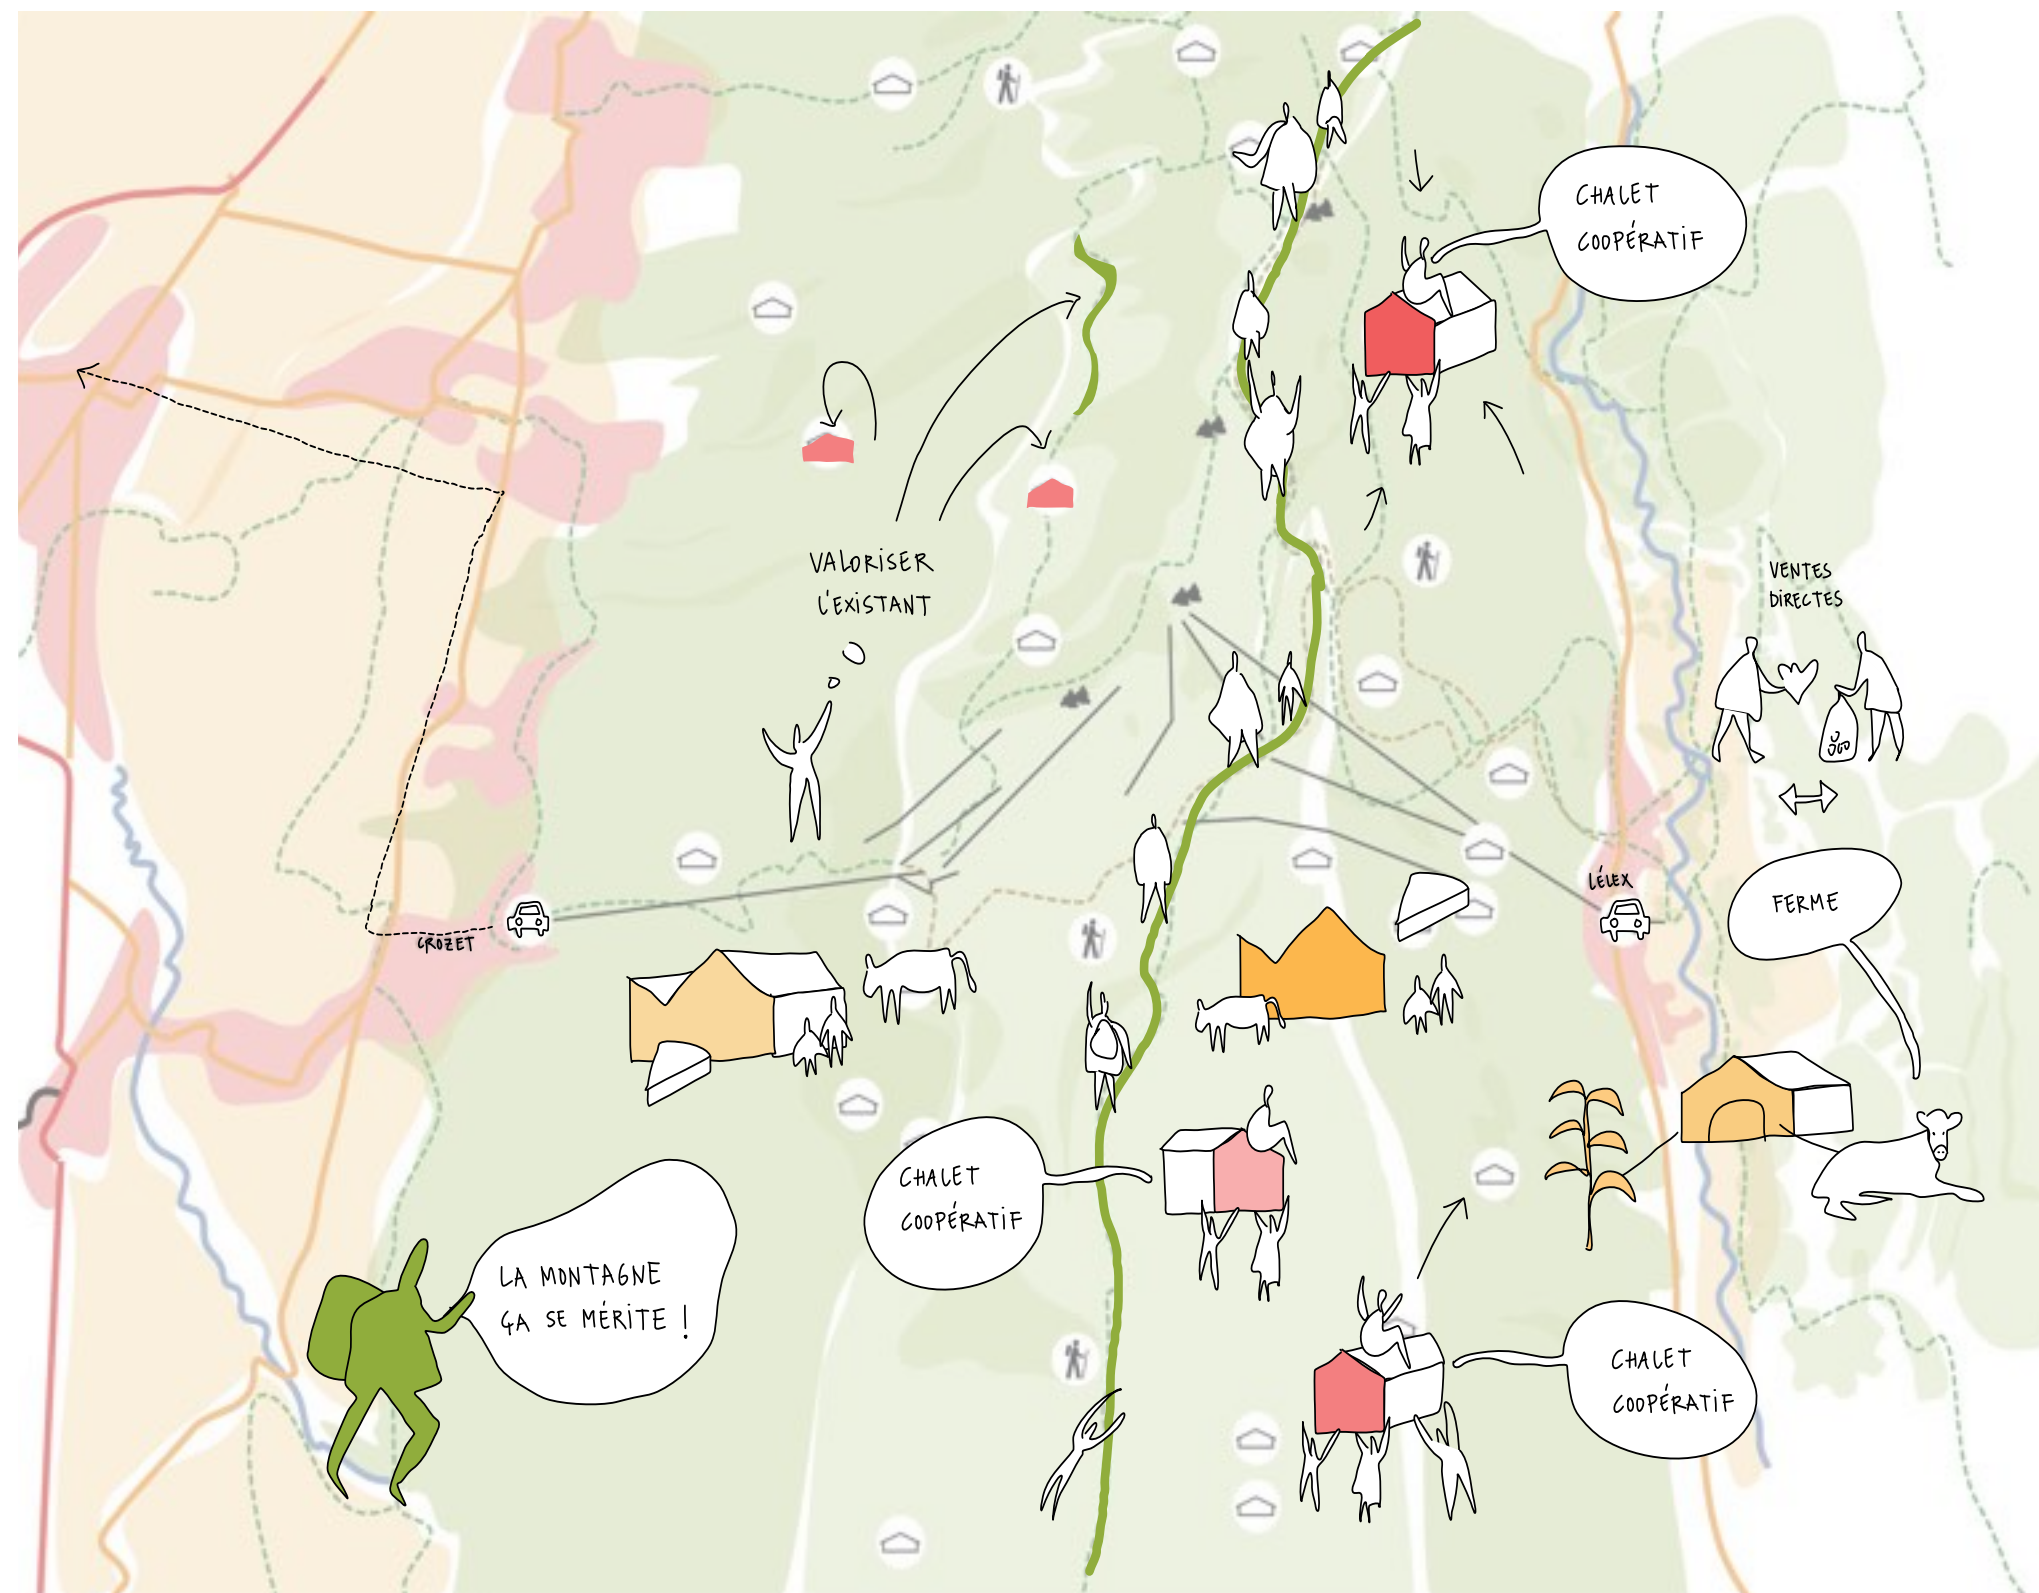 CHALET
COOPÉRATIF
VALORISER
L'EXISTANT
VENTES
DIRECTES
LÉLEX
FERME
CROZET
CHALET
COOPÉRATIF
LA MONTAGNE
ÇA SE MÉRITE !
CHALET
COOPÉRATIF